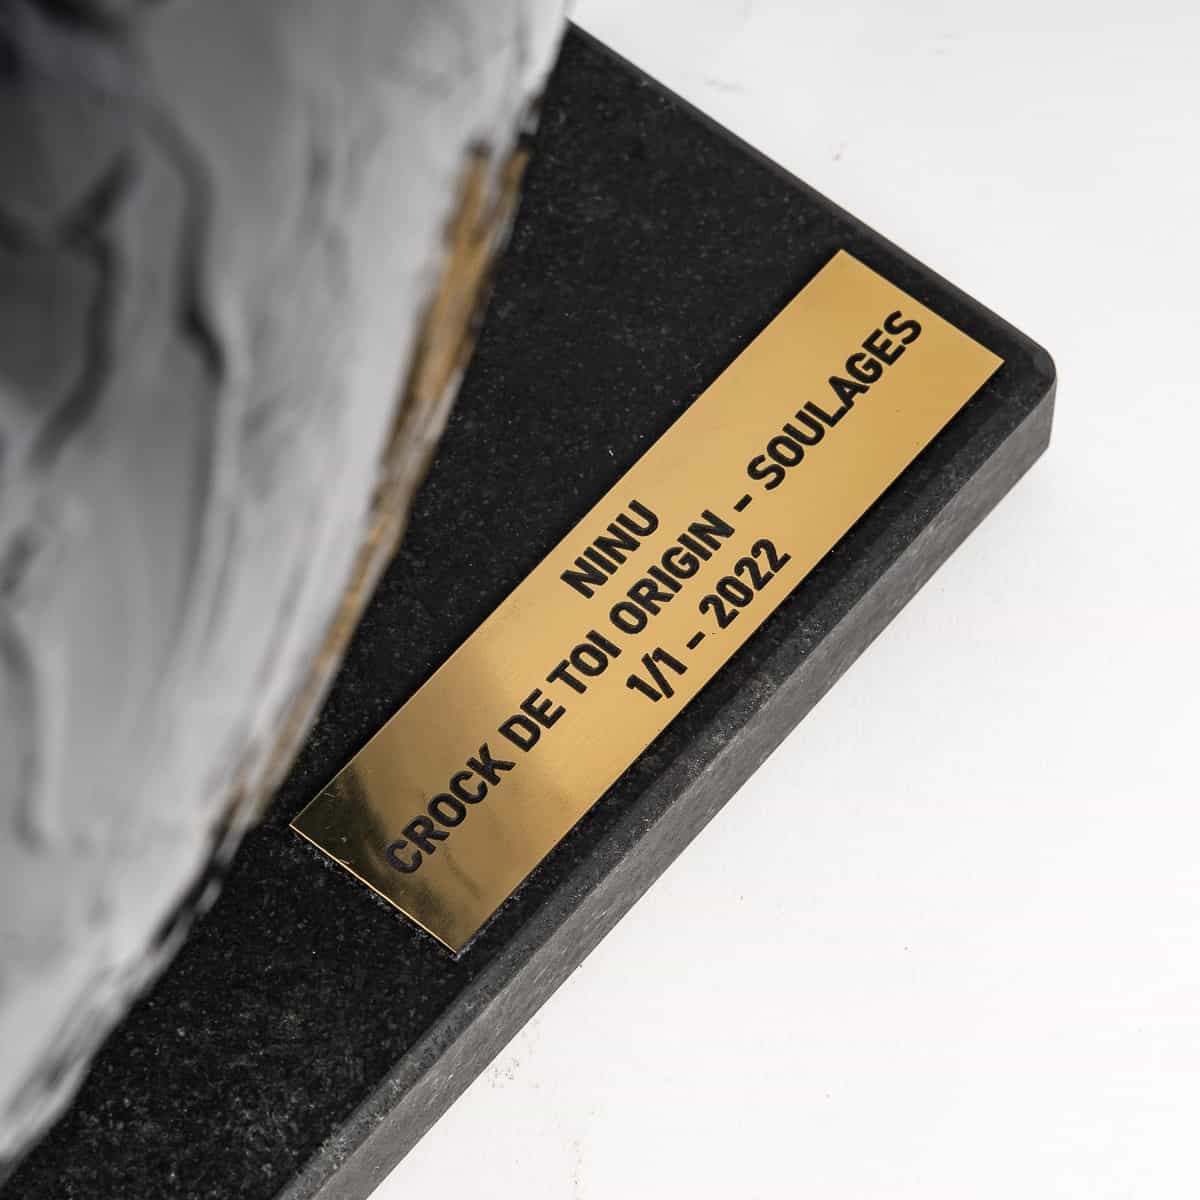 NINU
CROCK DE TOI ORIGIN - SOULAGES
1/1 - 2022